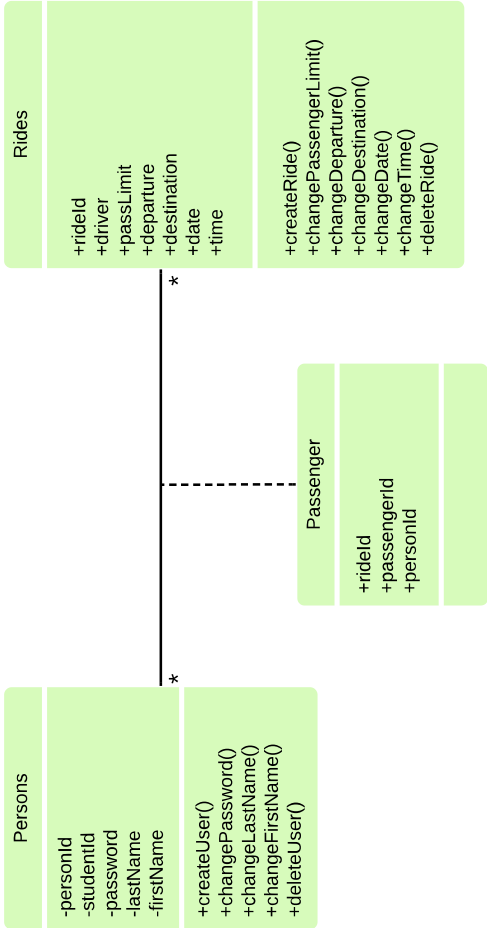 Persons
-personId
-studentId
-password
-lastName
-firstName
+createUser()
+changePassword()
+changeLastName()
+changeFirstName()
+deleteUser()
*
*
Passenger
+rideId
+passengerId
+personId
Rides
+rideId
+driver
+passLimit
+departure
+destination
+date
+time
+createRide()
+changePassengerLimit()
+changeDeparture()
+changeDestination()
+changeDate()
+changeTime()
+deleteRide()